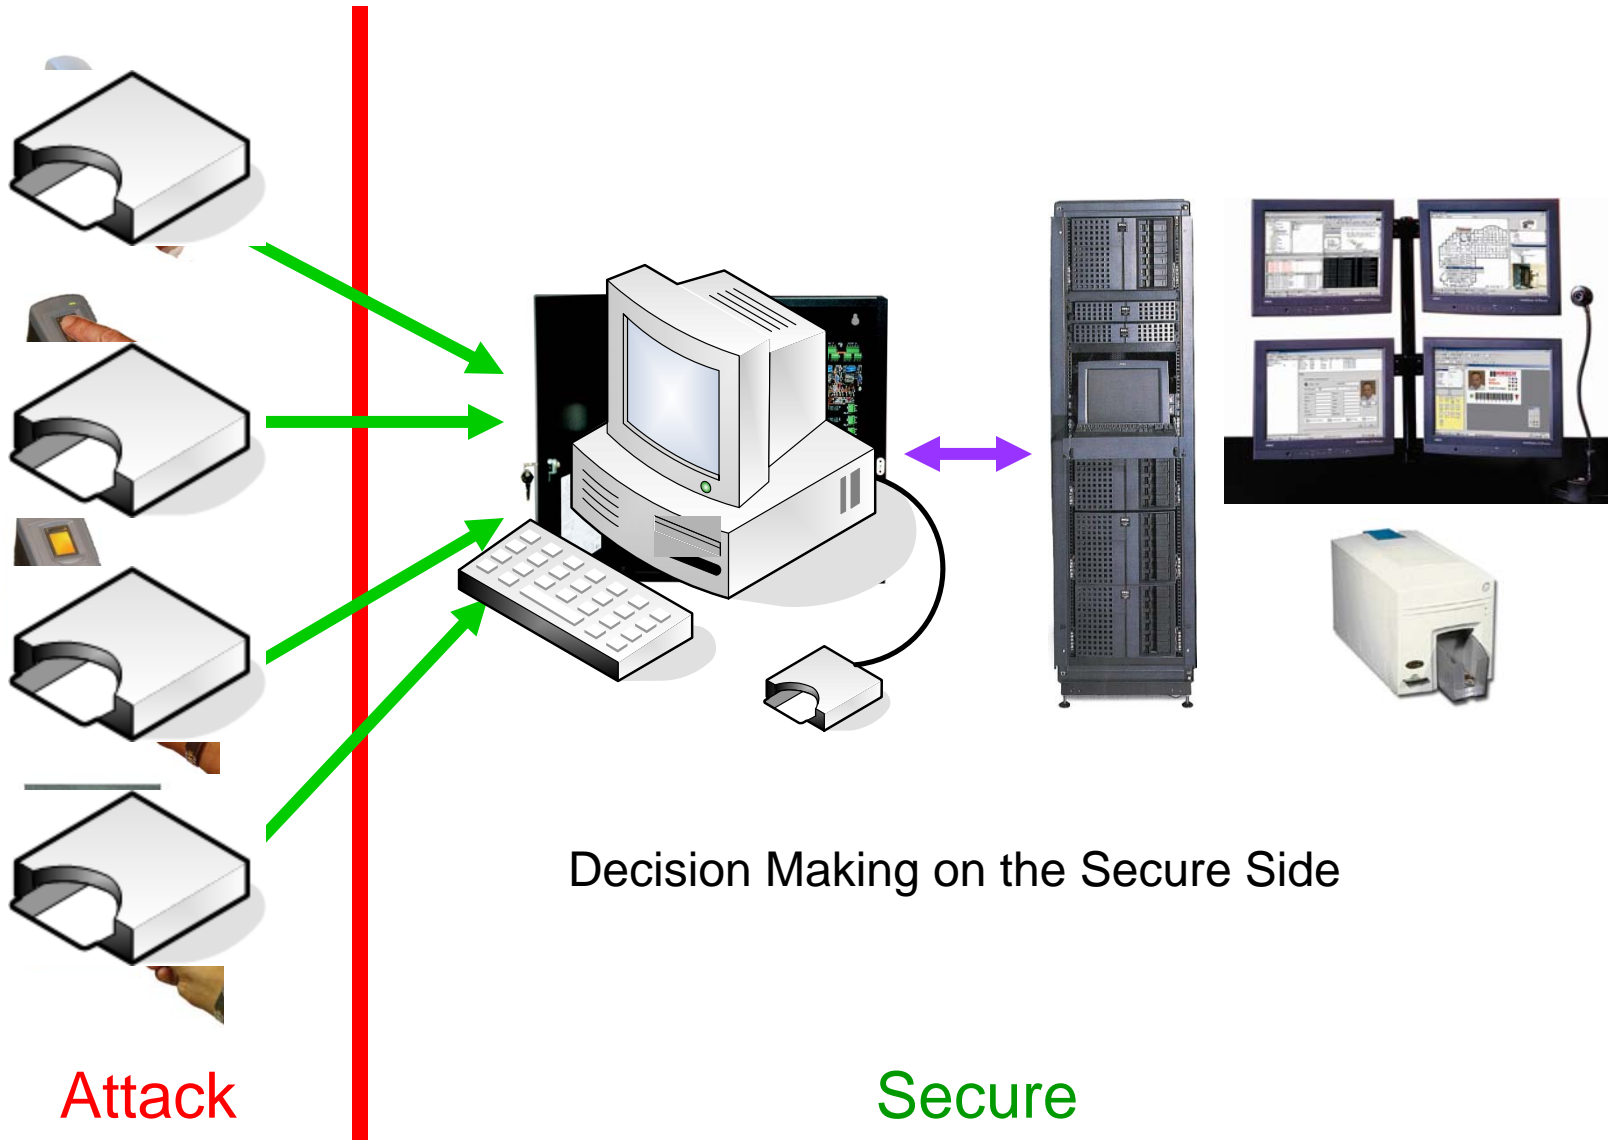 Decision Making on the Secure Side
Attack
Secure